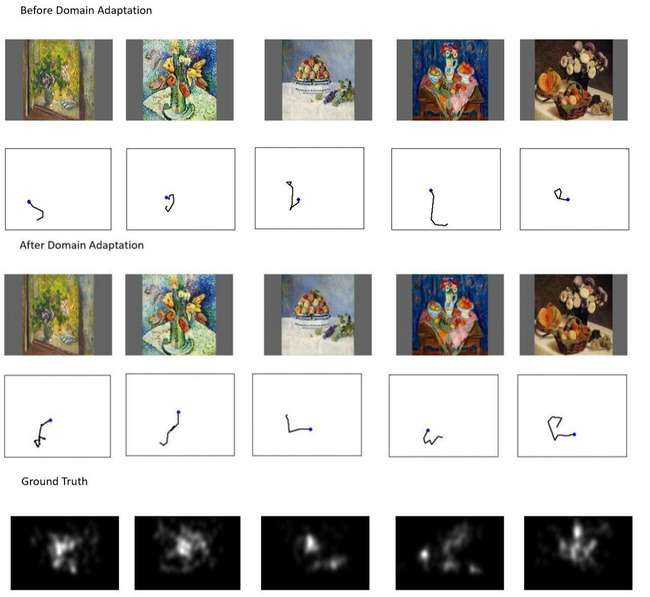 Before Domain Adaptation
After Domain Adaptation
Ground Truth